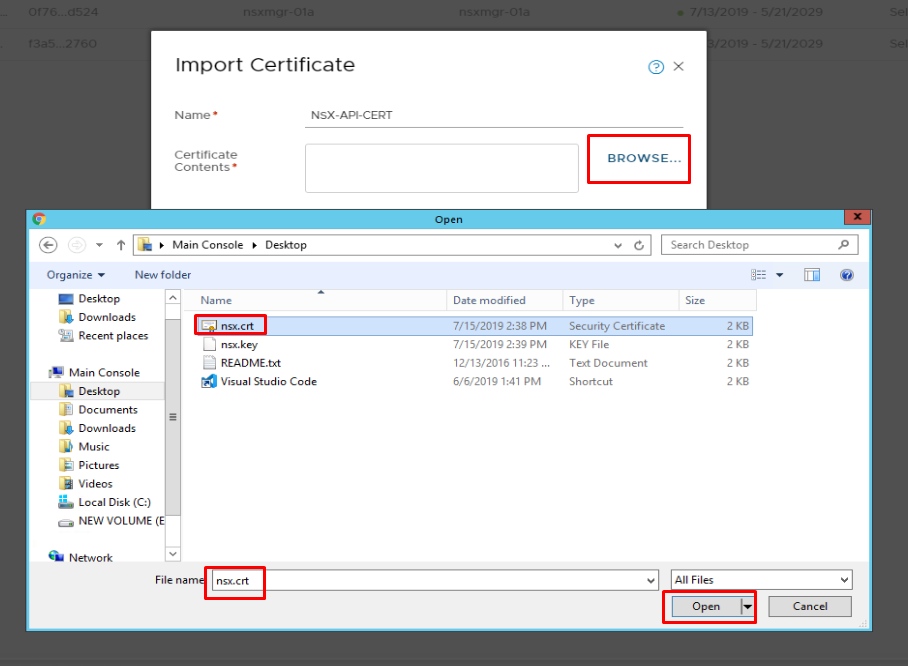 0f76...d524 nsxmgr-01a nsxmgr-01a 7/13/2019 - 5/21/2029 Sel
f3a5...2760 3/2019 - 5/21/2029 Sel
Import Certificate
Name* NSX-API-CERT
Certificate
Contents*
BROWSE...
Open
Main Console Desktop
Search Desktop
Organize New folder
Name Date modified Type Size
Desktop
Downloads
Recent places
Main Console
Desktop
Documents
Downloads
Music
Pictures
Videos
Local Disk (C:)
NEW VOLUME (E
Network
nsx.crt 7/15/2019 2:38 PM Security Certificate 2 KB
nsx.key 7/15/2019 2:39 PM KEY File 2 KB
README.txt 12/13/2016 11:23 ... Text Document 2 KB
Visual Studio Code 6/6/2019 1:41 PM Shortcut 2 KB
File name nsx.crt
All Files
Open Cancel